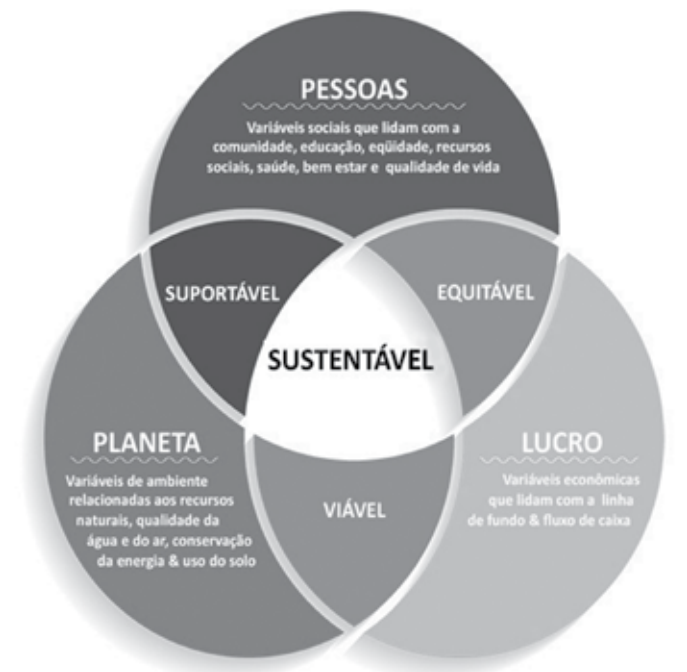 PESSOAS
Variáveis sociais que lidam com a
comunidade, educação, eqüidade, recursos
sociais, saúde, bem estar e qualidade de vida
SUPORTÁVEL
EQUITÁVEL
SUSTENTÁVEL
PLANETA
Variáveis de ambiente
relacionadas aos recursos
naturais, qualidade da
água e do ar, conservação
da energia & uso do solo
LUCRO
Variáveis econômicas
que lidam com a linha
de fundo & fluxo de caixa
VIÁVEL